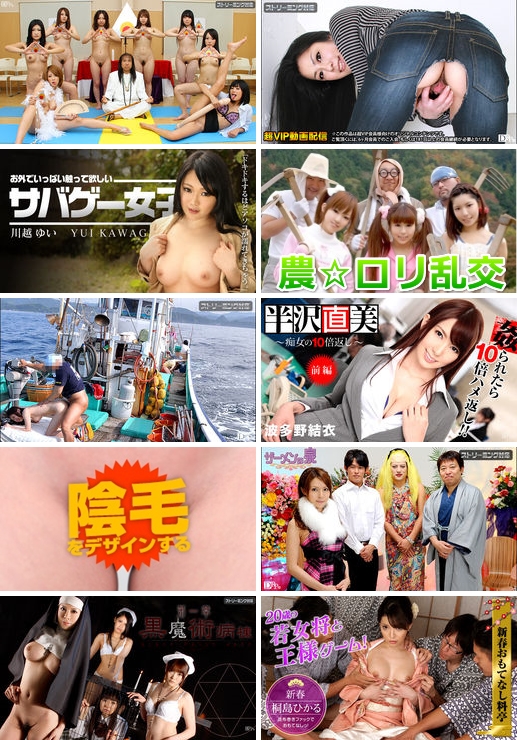 ストリーミング対応
ストリーミング対応
超VIP動画配信
お外でいっぱい触って欲しい
サバゲー女子
川越 ゆい YUI KAWAG
農☆ロリ乱交
ストリーミング対応
半沢直美
～痴女の10倍返し～
前編
波多野結衣
姦られたら
10倍ハメ返し!!
陰毛
をデザインする
ザーメンの泉
ストリーミング対応
ストリーミング対応
黒魔術病棟
20歳の
若女将と
王様ゲーム!
新春
桐島ひかる
新春おもてなし料亭